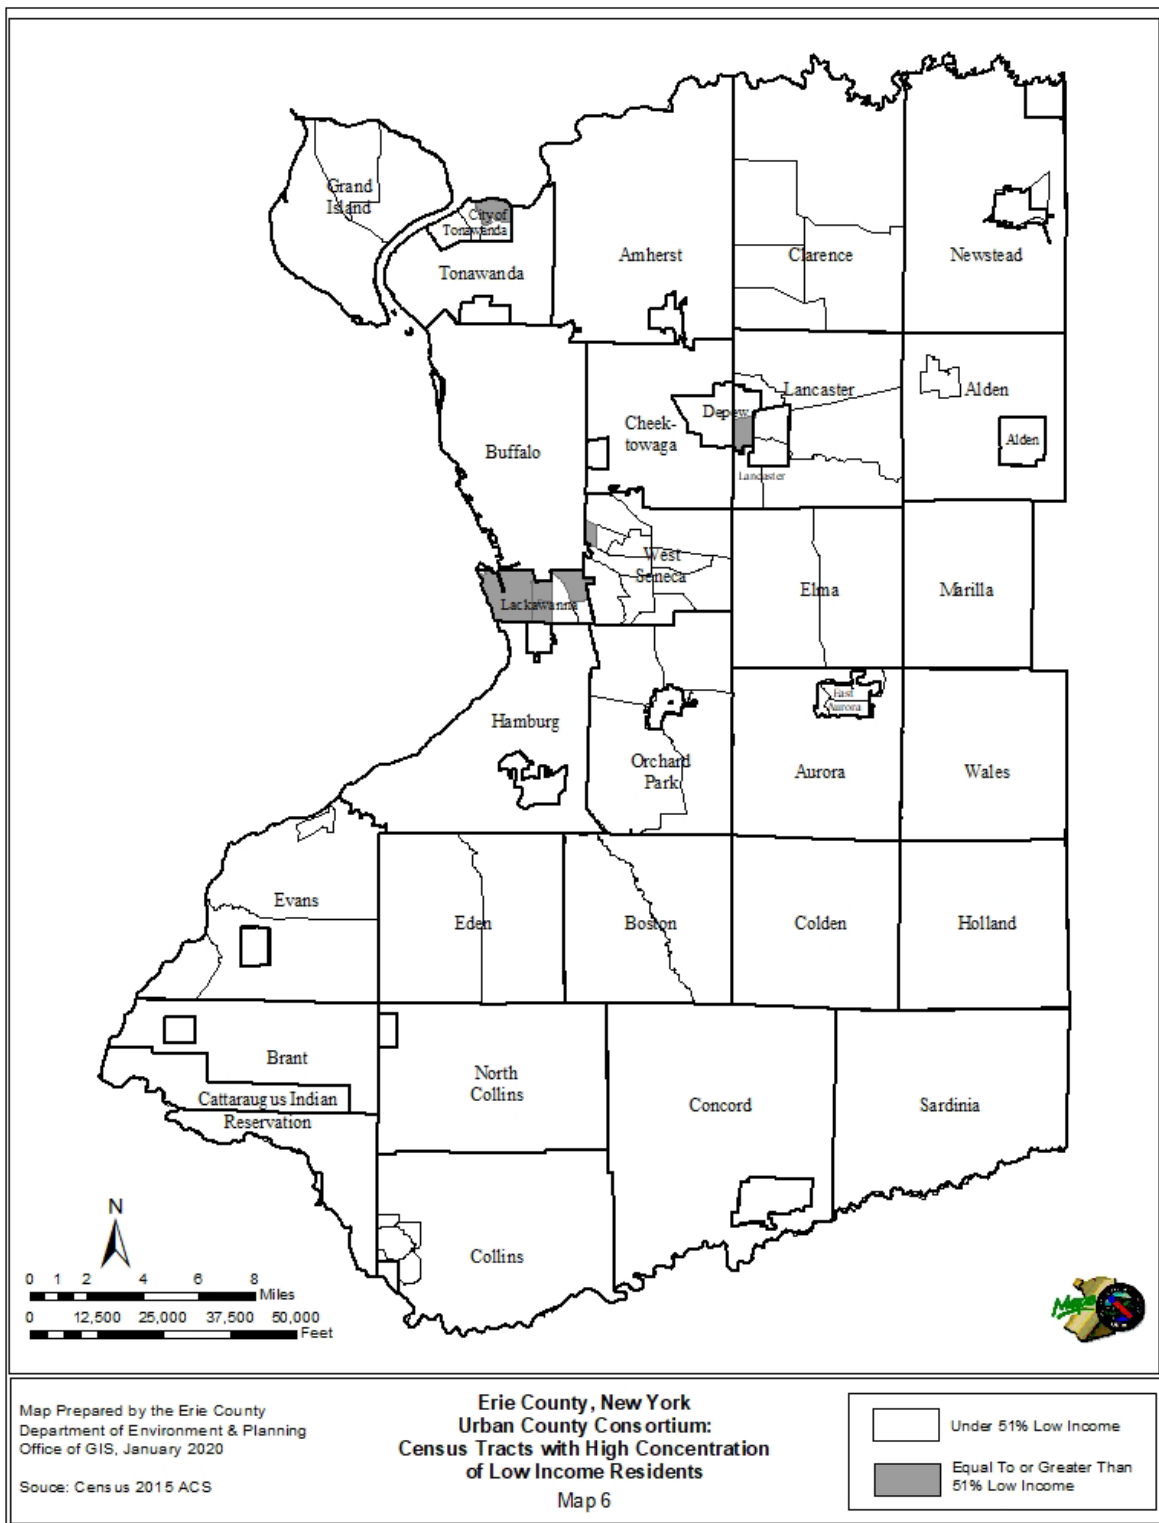 Grand
Island
City of
Tonawanda
Tonawanda
Amherst
Clarence
Newstead
Lancaster
Alden
Depew
Cheek-
towaga
Alden
Buffalo
Lancaster
West
Seneca
Elma
Marilla
Lackawanna
East
Aurora
Hamburg
Orchard
Park
Aurora
Wales
Evans
Eden
Boston
Colden
Holland
Brant
North
Collins
Cattaraugus Indian
Reservation
Concord
Sardinia
Collins
N
0 1 2 4 6 8
Miles
0 12,500 25,000 37,500 50,000
Feet
Map Prepared by the Erie County
Department of Environment & Planning
Office of GIS, January 2020
Souce: Census 2015 ACS
Erie County, New York
Urban County Consortium:
Census Tracts with High Concentration
of Low Income Residents
Map 6
Under 51% Low Income
Equal To or Greater Than
51% Low Income